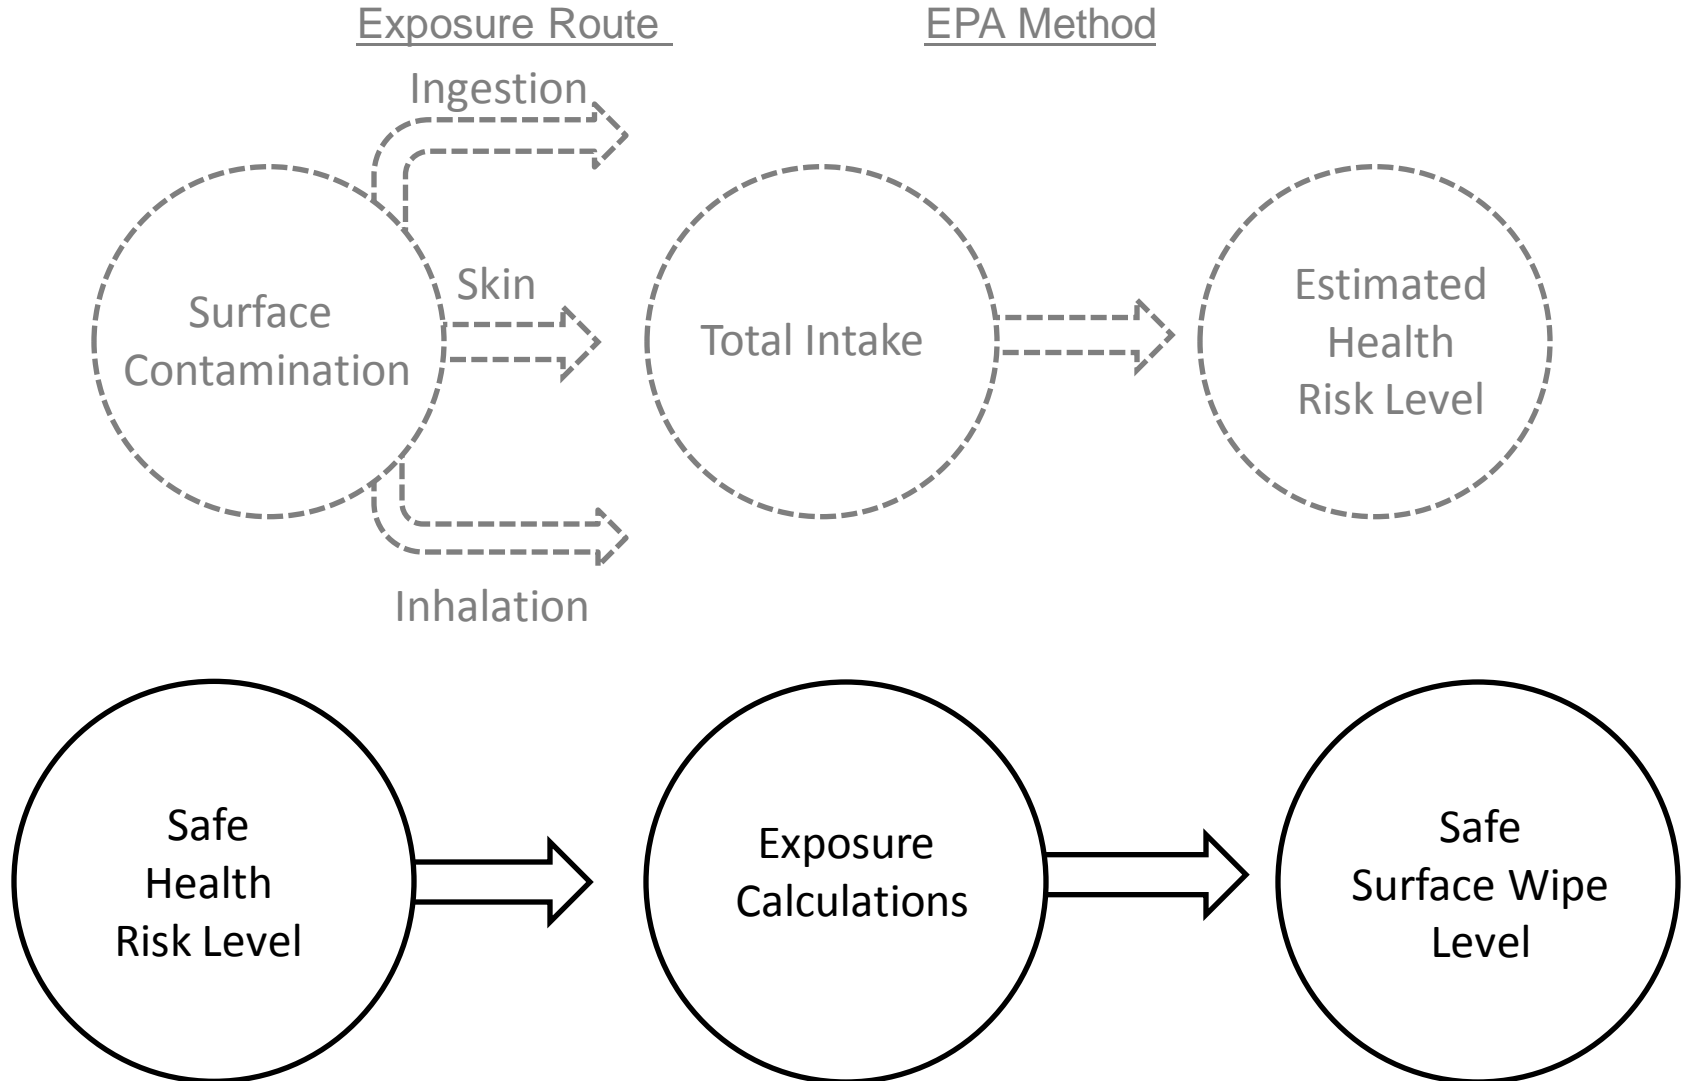 Exposure Route
EPA Method
Ingestion
Skin
Surface
Contamination
Total Intake
Estimated
Health
Risk Level
Inhalation
Safe
Health
Risk Level
Exposure
Calculations
Safe
Surface Wipe
Level